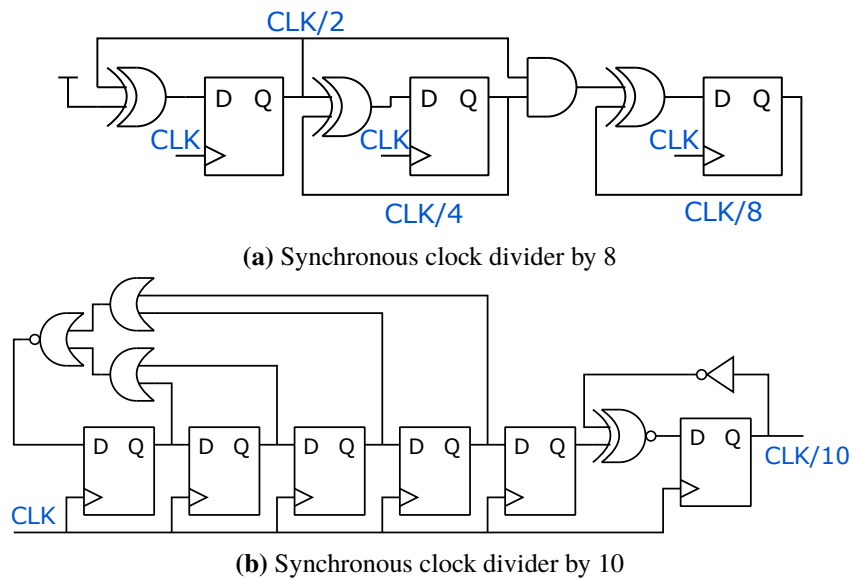 CLK/2
D Q
D Q
D Q
CLK
CLK
CLK
CLK/4
CLK/8
(a) Synchronous clock divider by 8
D Q
D Q
D Q
D Q
D Q
D Q
CLK/10
CLK
(b) Synchronous clock divider by 10